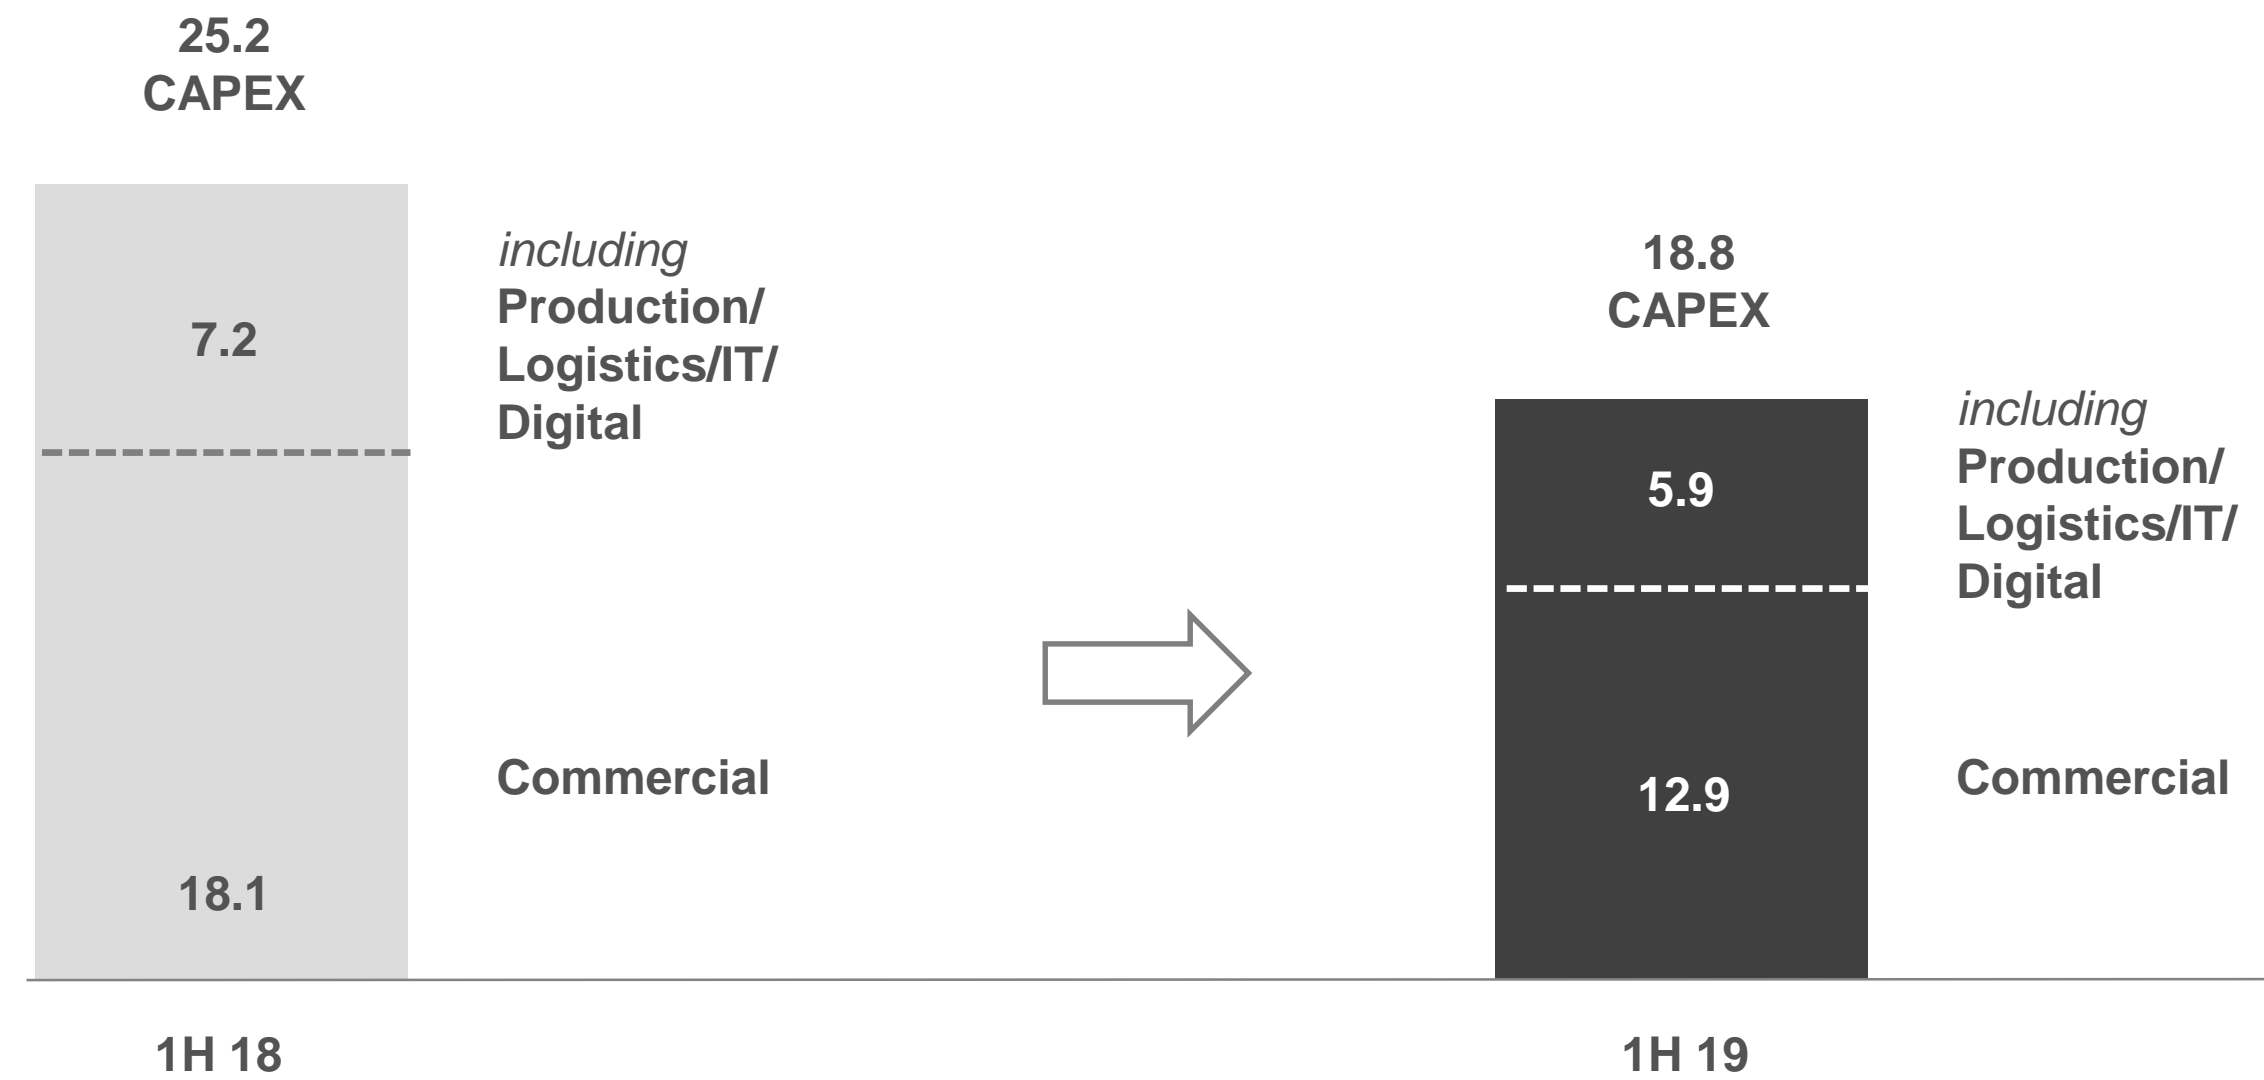 25.2
CAPEX
7.2
including
Production/
Logistics/IT/
Digital
Commercial
18.1
1H 18
18.8
CAPEX
5.9
including
Production/
Logistics/IT/
Digital
12.9
Commercial
1H 19